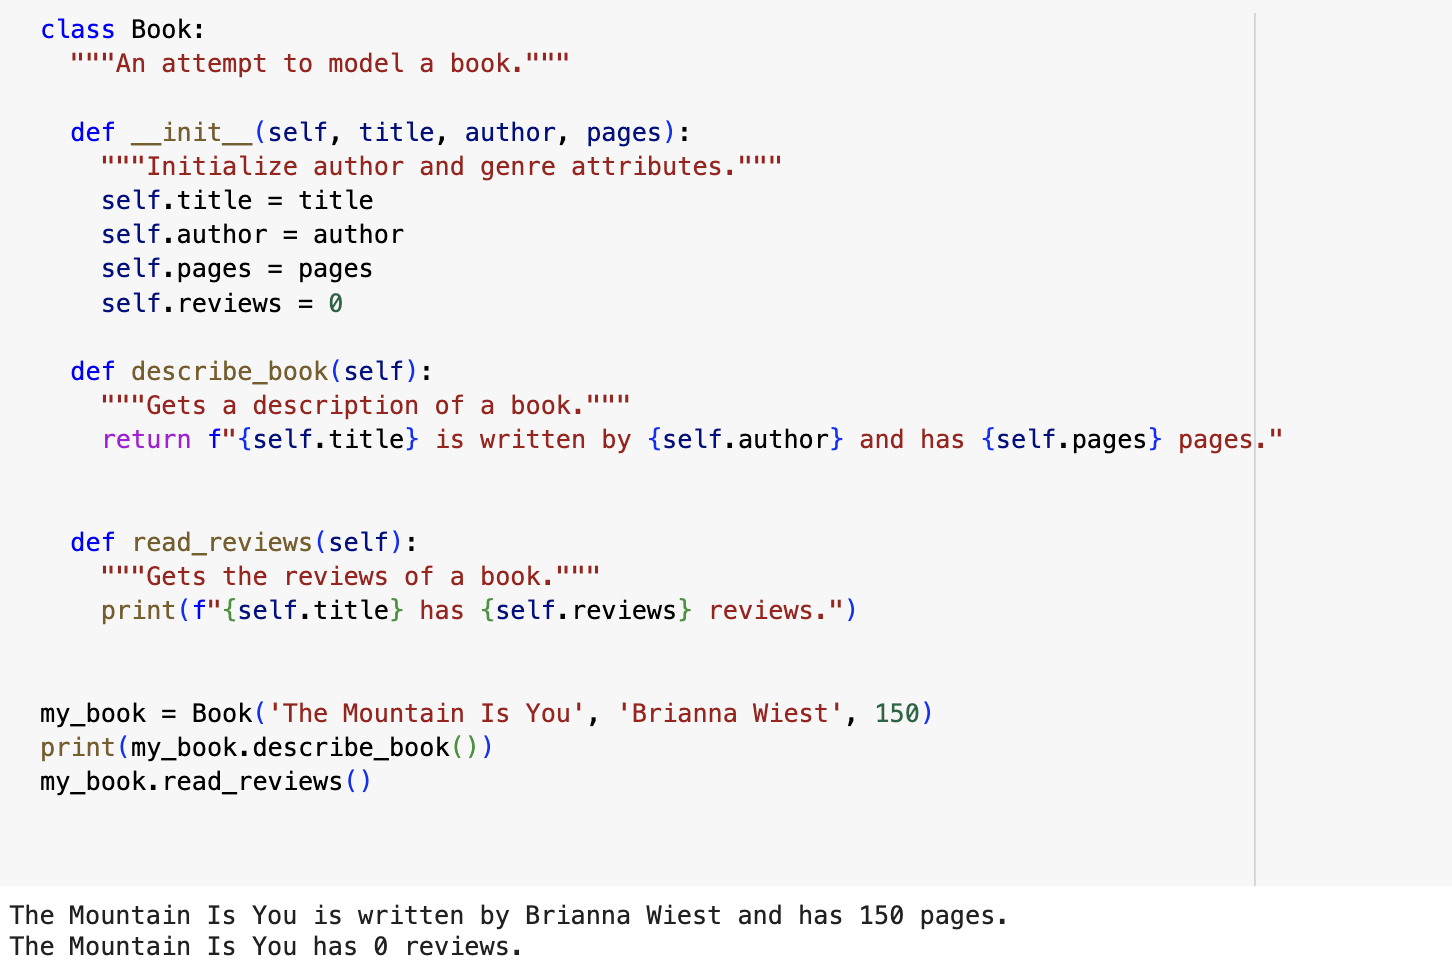 class Book:
  """An attempt to model a book."""

  def __init__(self, title, author, pages):
    """Initialize author and genre attributes."""
    self.title = title
    self.author = author
    self.pages = pages
    self.reviews = 0

  def describe_book(self):
    """Gets a description of a book."""
    return f"{self.title} is written by {self.author} and has {self.pages} pages."


  def read_reviews(self):
    """Gets the reviews of a book."""
    print(f"{self.title} has {self.reviews} reviews.")


my_book = Book('The Mountain Is You', 'Brianna Wiest', 150)
print(my_book.describe_book())
my_book.read_reviews()

The Mountain Is You is written by Brianna Wiest and has 150 pages.
The Mountain Is You has 0 reviews.